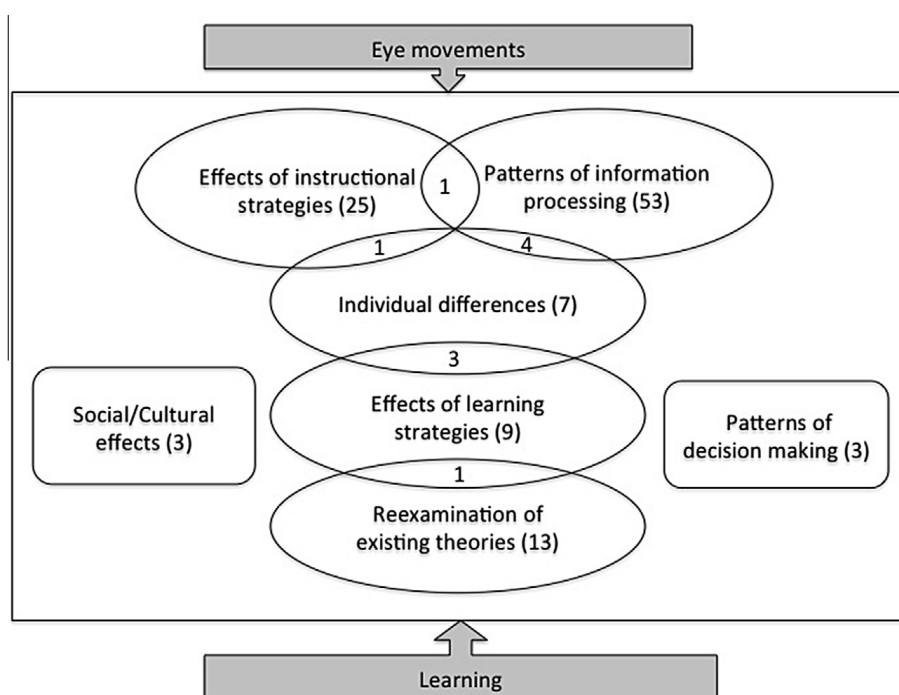 Eye movements
Effects of instructional
strategies (25)
1
Patterns of information
processing (53)
1
4
Individual differences (7)
3
Social/Cultural
effects (3)
Effects of learning
strategies (9)
Patterns of
decision making (3)
1
Reexamination of
existing theories (13)
Learning